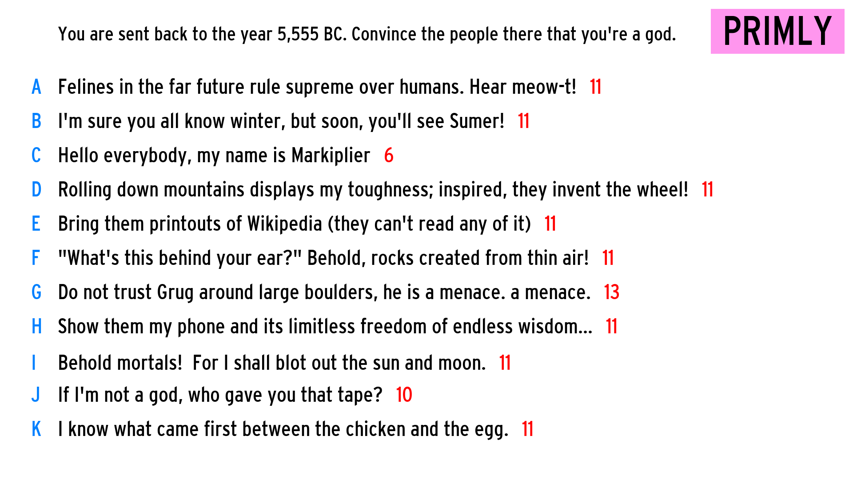 You are sent back to the year 5,555 BC. Convince the people there that you're a god.
PRIMLY
A Felines in the far future rule supreme over humans. Hear meow-t! 11
B I'm sure you all know winter, but soon, you'll see Sumer! 11
C Hello everybody, my name is Markiplier 6
D Rolling down mountains displays my toughness; inspired, they invent the wheel! 11
E Bring them printouts of Wikipedia (they can't read any of it) 11
F "What's this behind your ear?" Behold, rocks created from thin air! 11
G Do not trust Grug around large boulders, he is a menace. a menace. 13
H Show them my phone and its limitless freedom of endless wisdom... 11
I Behold mortals! For I shall blot out the sun and moon. 11
J If I'm not a god, who gave you that tape? 10
K I know what came first between the chicken and the egg. 11